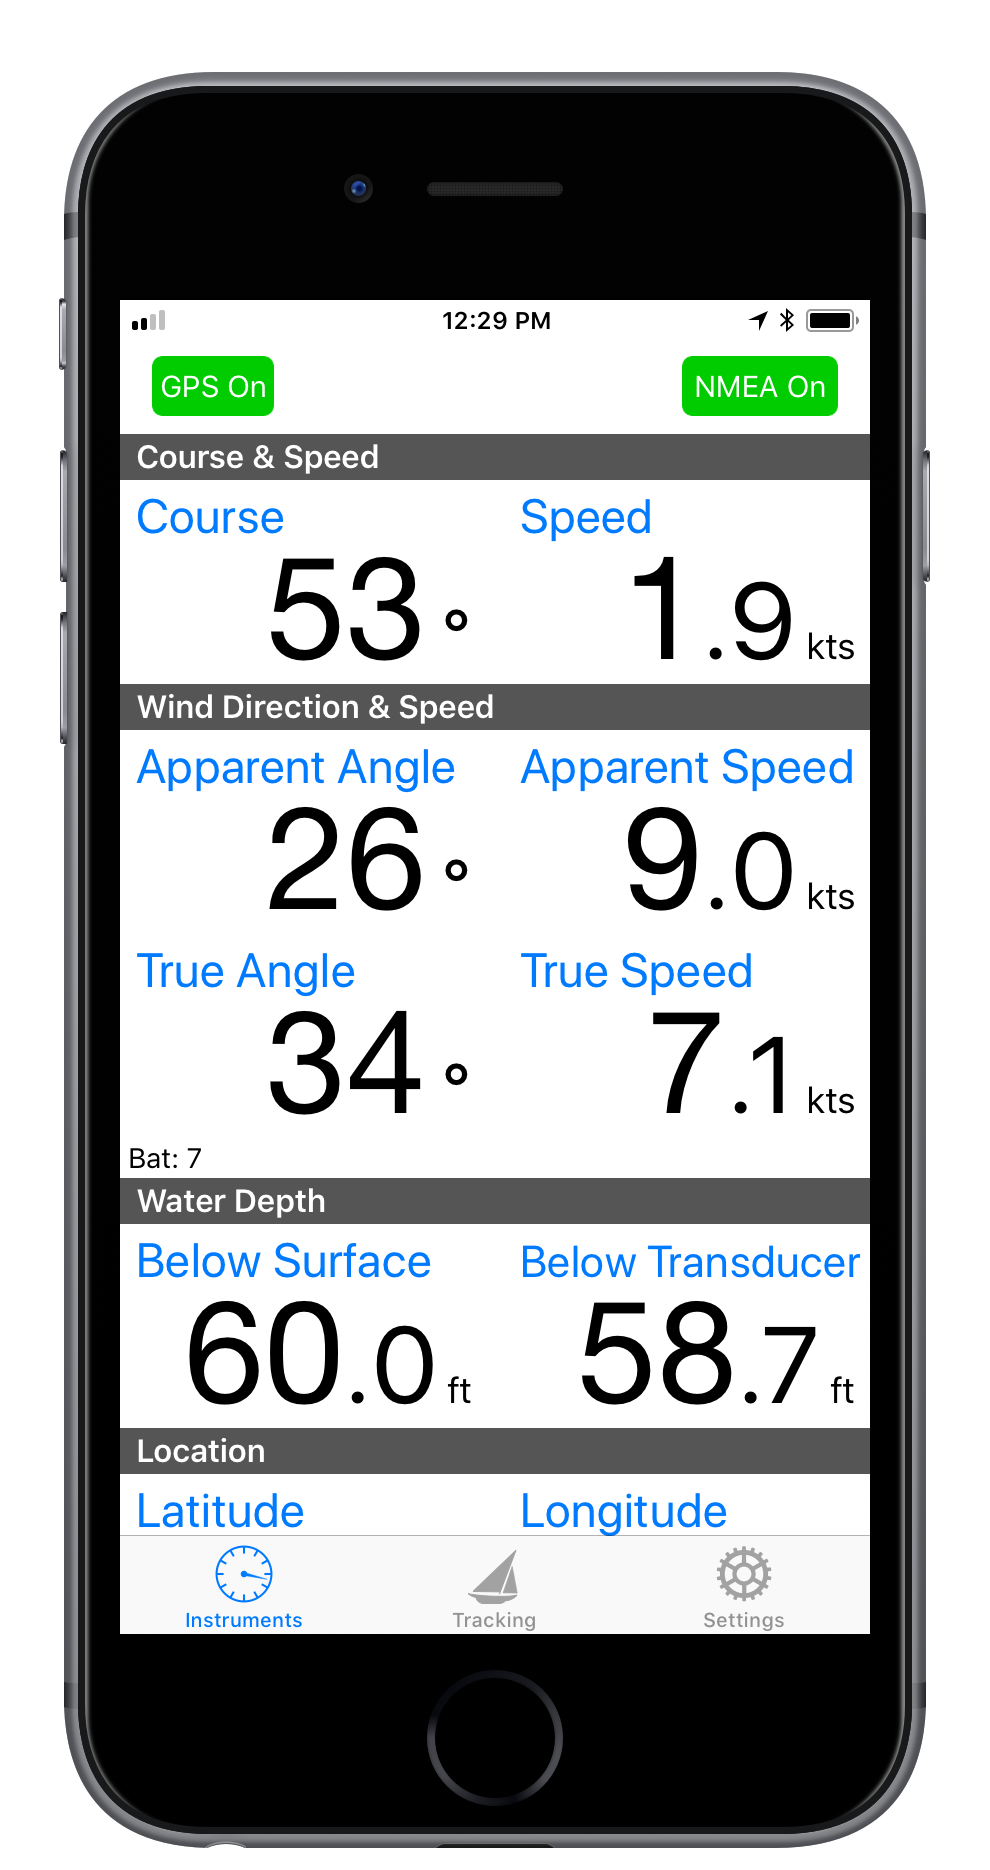 12:29 PM
GPS On NMEA On
Course & Speed
Course Speed
53° 1.9 kts
Wind Direction & Speed
Apparent Angle Apparent Speed
26° 9.0 kts
True Angle True Speed
34° 7.1 kts
Bat: 7
Water Depth
Below Surface Below Transducer
60.0 ft 58.7 ft
Location
Latitude Longitude
Instruments Tracking Settings